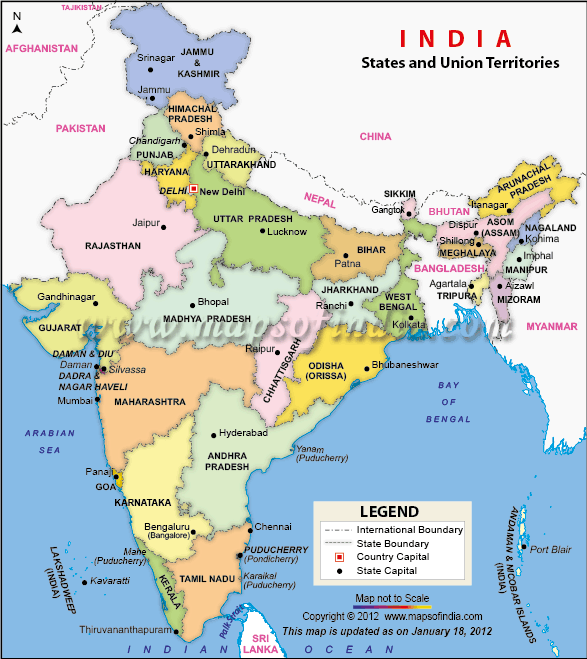 TAJIKISTAN
N
AFGHANISTAN
INDIA
States and Union Territories
JAMMU
&
KASHMIR
Srinagar
Jammu
PAKISTAN
CHINA
HIMACHAL
PRADESH
Shimla
Chandigarh
PUNJAB
Dehradun
UTTARAKHAND
HARYANA
DELHI
New Delhi
NEPAL
SIKKIM
Gangtok
BHUTAN
ARUNACHAL
PRADESH
Itanagar
ASOM
(ASSAM)
Dispur
NAGALAND
Kohima
Shillong
MEGHALAYA
Imphal
MANIPUR
BANGLADESH
Agartala
TRIPURA
Aizawl
MIZORAM
MYANMAR
Jaipur
RAJASTHAN
UTTAR PRADESH
Lucknow
BIHAR
Patna
JHARKHAND
Ranchi
WEST
BENGAL
Kolkata
Gandhinagar
GUJARAT
Bhopal
MADHYA PRADESH
www.mapsofindia.com
Raipur
CHHATTISGARH
ODISHA
(ORISSA)
Bhubaneshwar
DAMAN & DIU
Daman
Silvassa
DADRA &
NAGAR HAVELI
Mumbai
MAHARASHTRA
BAY
OF
BENGAL
ARABIAN
SEA
Hyderabad
ANDHRA
PRADESH
Yanam
(Puducherry)
Panaji
GOA
KARNATAKA
Bengaluru
(Bangalore)
Chennai
PUDUCHERRY
(Pondicherry)
Mahe
(Puducherry)
Karaikal
(Puducherry)
TAMIL NADU
KERALA
LAKSHADWEEP
(INDIA)
Kavaratti
Thiruvananthapuram
Palk Strait
SRI
LANKA
INDIAN OCEAN
ANDAMAN & NICOBAR ISLANDS
(INDIA)
Port Blair
LEGEND
International Boundary
State Boundary
Country Capital
State Capital
Map not to Scale
Copyright © 2012 www.mapsofindia.com
This map is updated as on January 18, 2012